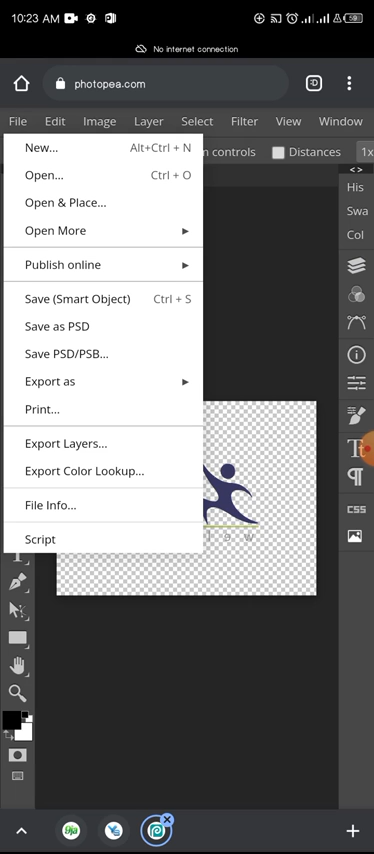 10:23 AM
59
No internet connection
photopea.com
:D
File Edit Image Layer Select Filter View Window
New... Alt+Ctrl + N
controls Distances 1x
< >
Open... Ctrl + O
His
Open & Place...
Swa
Open More
Col
Publish online
Save (Smart Object) Ctrl + S
Save as PSD
Save PSD/PSB...
Export as
Print...
Export Layers...
Export Color Lookup...
File Info...
CSS
Script
l e w
9ja